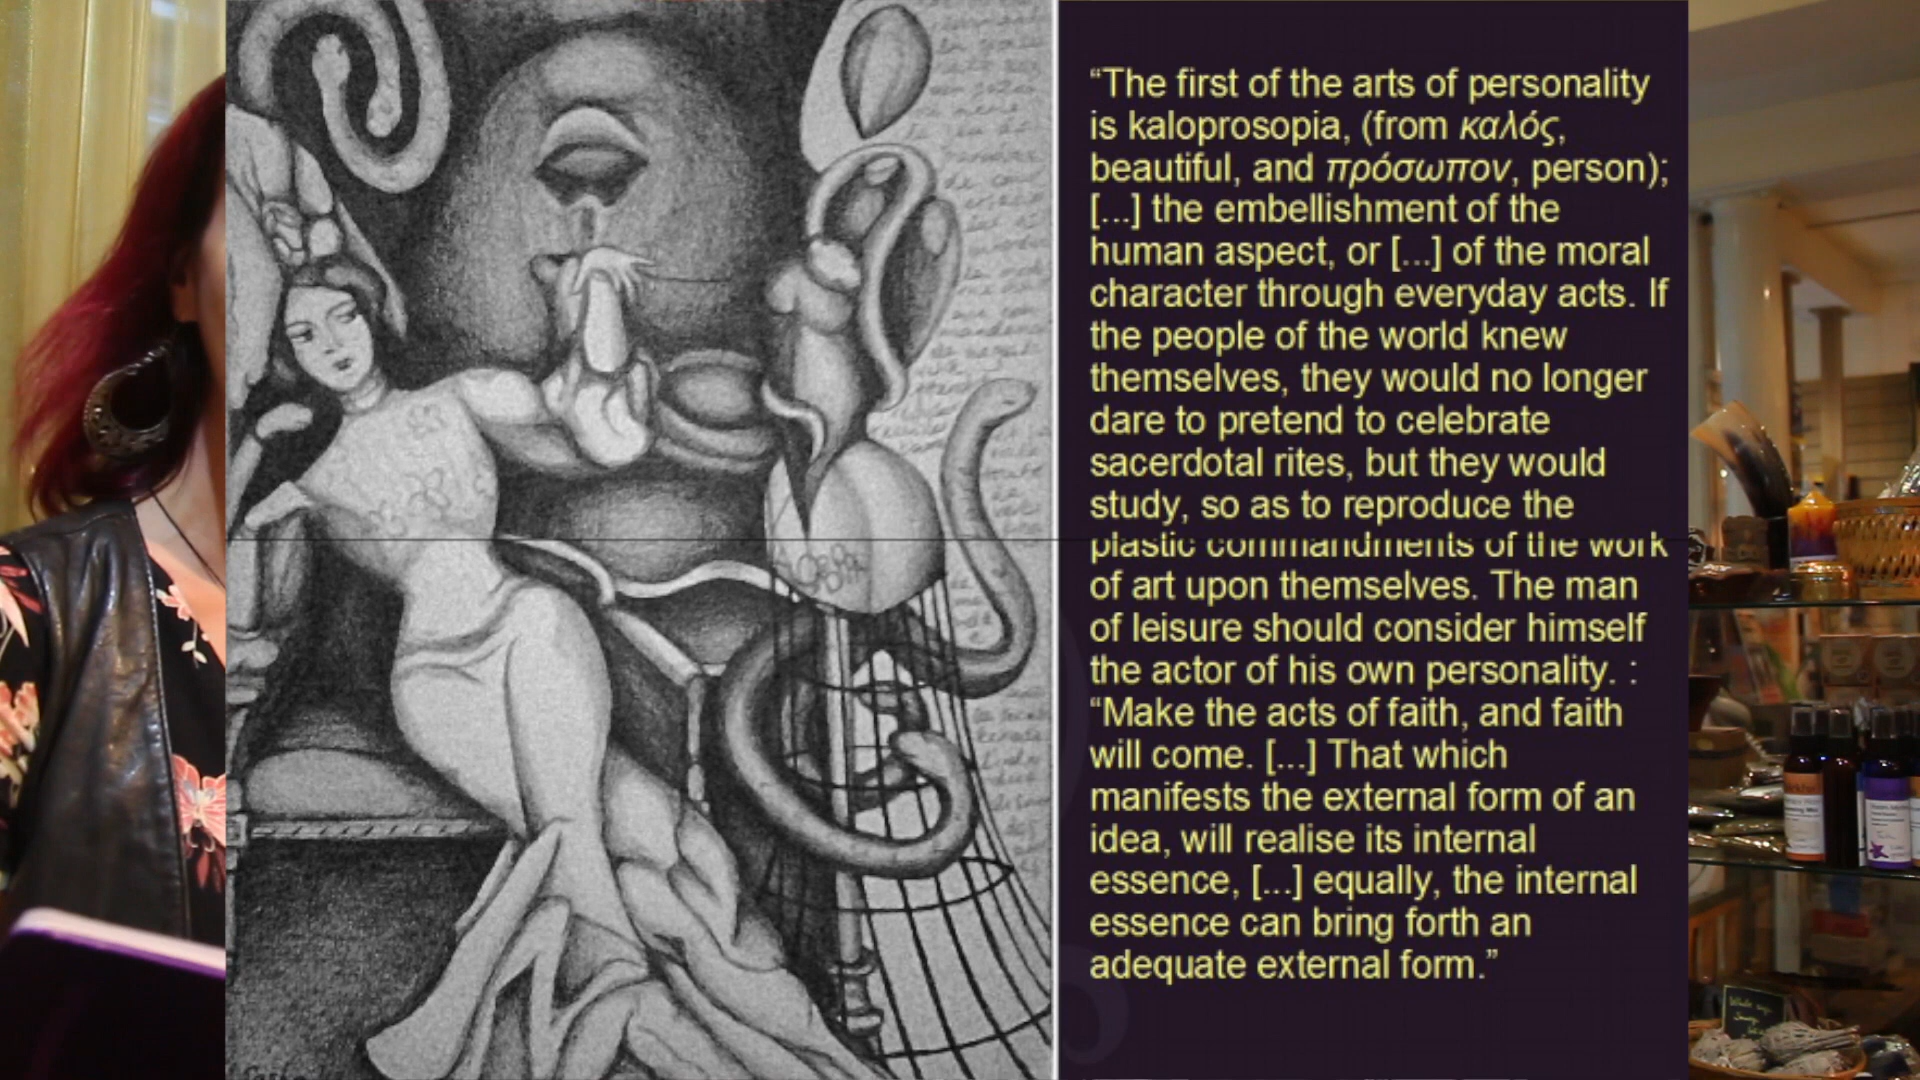 “The first of the arts of personality
is kaloprosopia, (from καλός,
beautiful, and πρόσωπον, person);
[...] the embellishment of the
human aspect, or [...] of the moral
character through everyday acts. If
the people of the world knew
themselves, they would no longer
dare to pretend to celebrate
sacerdotal rites, but they would
study, so as to reproduce the
plastic commandments of the work
of art upon themselves. The man
of leisure should consider himself
the actor of his own personality. :
“Make the acts of faith, and faith
will come. [...] That which
manifests the external form of an
idea, will realise its internal
essence, [...] equally, the internal
essence can bring forth an
adequate external form.”